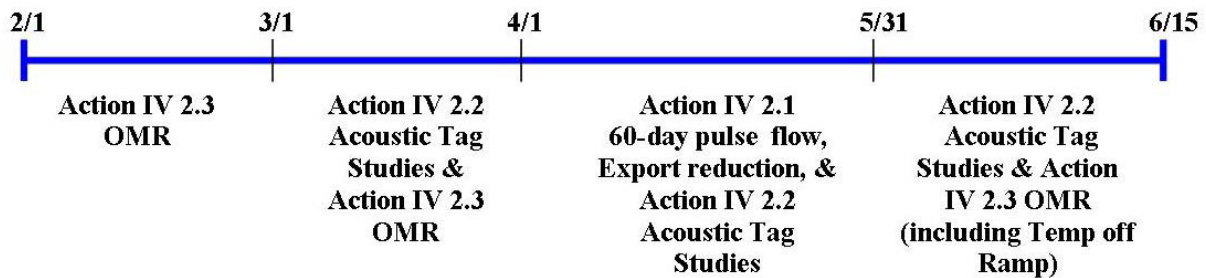 2/1 3/1 4/1 5/31 6/15
Action IV 2.3
OMR
Action IV 2.2
Acoustic Tag
Studies &
Action IV 2.3
OMR
Action IV 2.1
60-day pulse flow,
Export reduction, &
Action IV 2.2
Acoustic Tag
Studies
Action IV 2.2
Acoustic Tag
Studies & Action
IV 2.3 OMR
(including Temp off
Ramp)